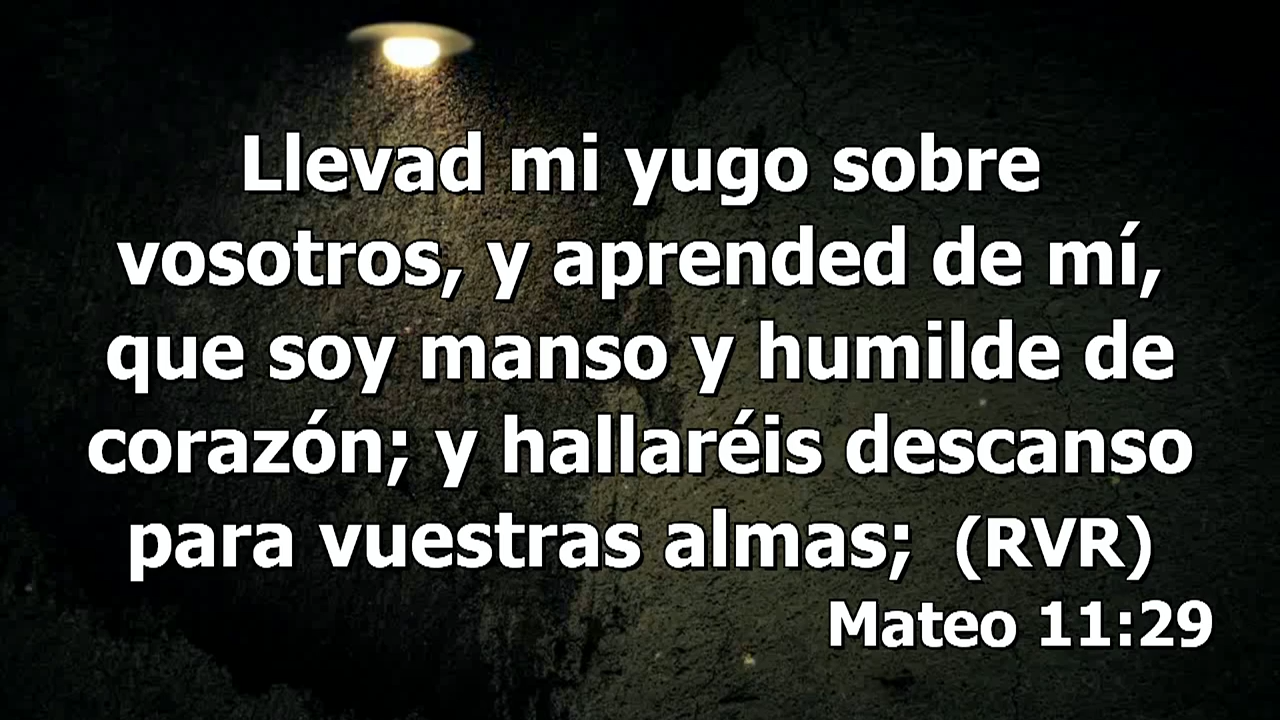 Llevad mi yugo sobre
vosotros, y aprended de mí,
que soy manso y humilde de
corazón; y hallaréis descanso
para vuestras almas;  (RVR)
Mateo 11:29